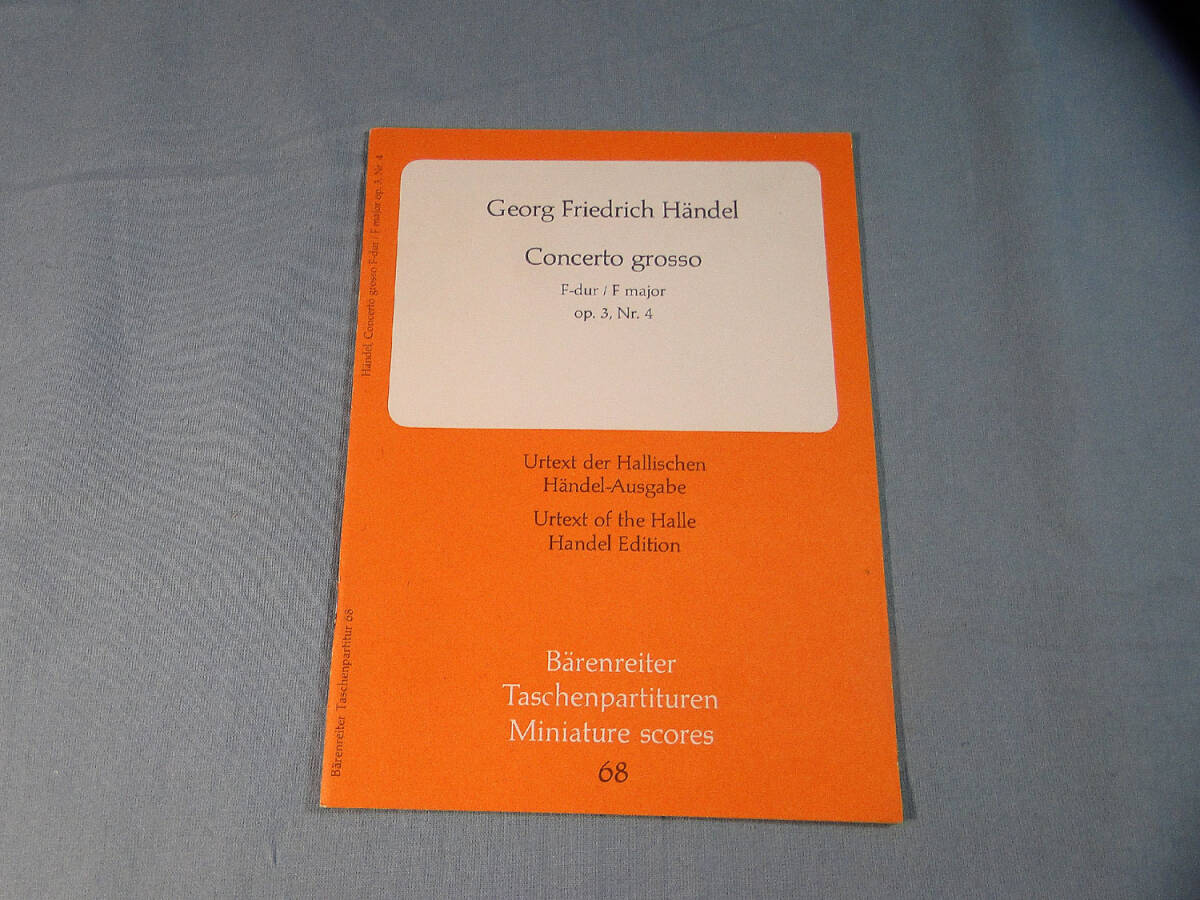 Georg Friedrich Händel
Concerto grosso
F-dur / F major
op. 3, Nr. 4
Urtext der Hallischen
Händel-Ausgabe
Urtext of the Halle
Handel Edition
Bärenreiter
Taschenpartituren
Miniature scores
68
Händel, Concerto grosso F-dur / F major op. 3, Nr. 4
Bärenreiter Taschenpartitur 68